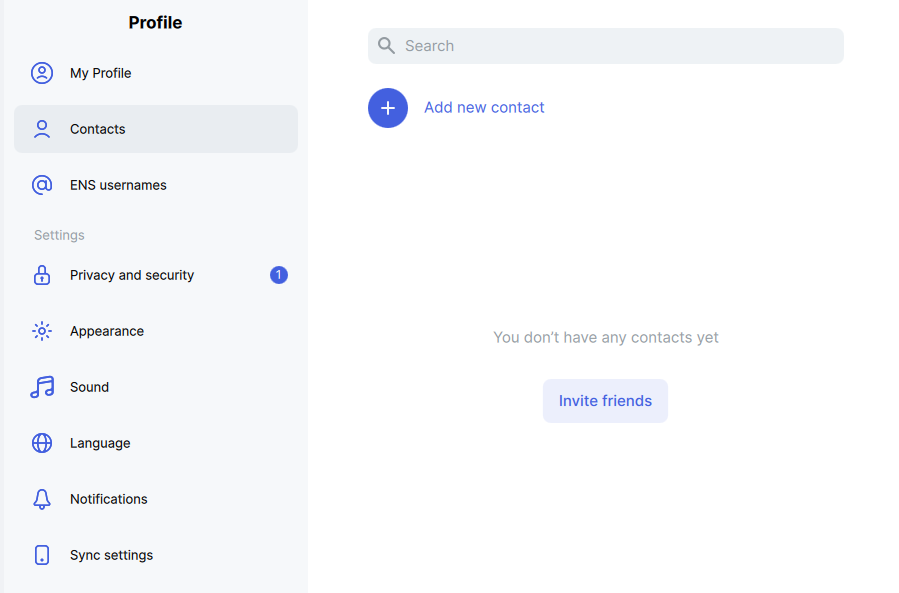 Profile
My Profile
Contacts
ENS usernames
Settings
Privacy and security 1
Appearance
Sound
Language
Notifications
Sync settings
Search
Add new contact
You don’t have any contacts yet
Invite friends